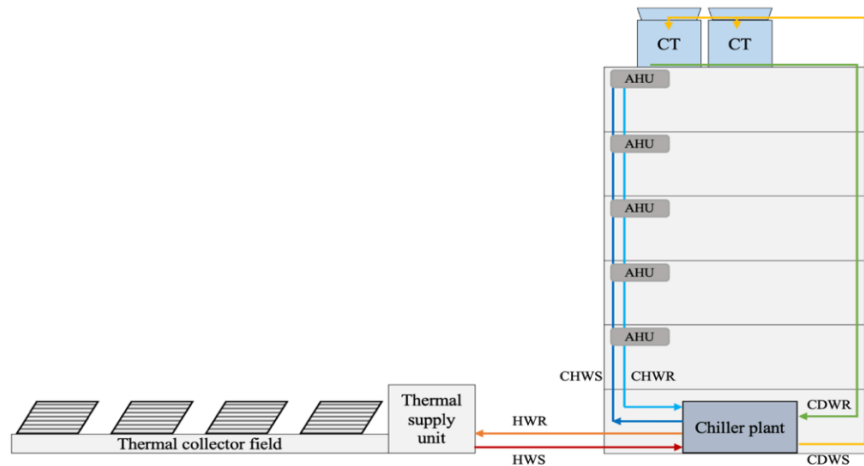 CT CT
AHU
AHU
AHU
AHU
AHU
CHWS CHWR
Thermal
supply
unit
HWR
HWS
Thermal collector field
Chiller plant
CDWR
CDWS